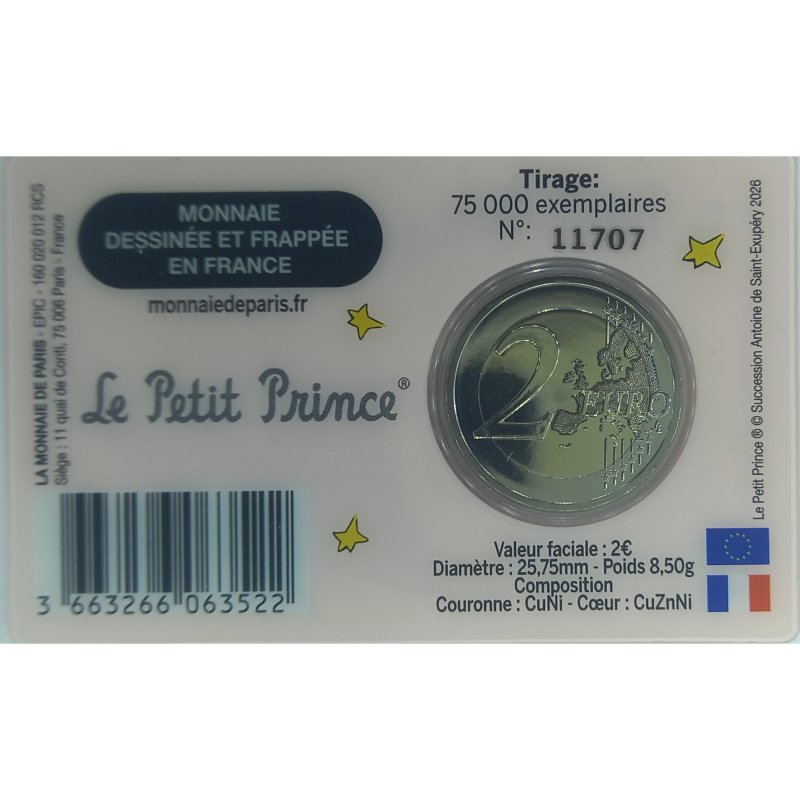 LA MONNAIE DE PARIS - EPIC - 160 020 012 RCS
Siège : 11 quai de Conti, 75 006 Paris - France
MONNAIE
DESSINÉE ET FRAPPÉE
EN FRANCE
monnaiedeparis.fr
Le Petit Prince®
3 663266 063522
Tirage:
75 000 exemplaires
N°: 11707
2 EURO
Valeur faciale : 2€
Diamètre : 25,75mm - Poids 8,50g
Composition
Couronne : CuNi - Cœur : CuZnNi
Le Petit Prince ® © Succession Antoine de Saint-Exupéry 2026